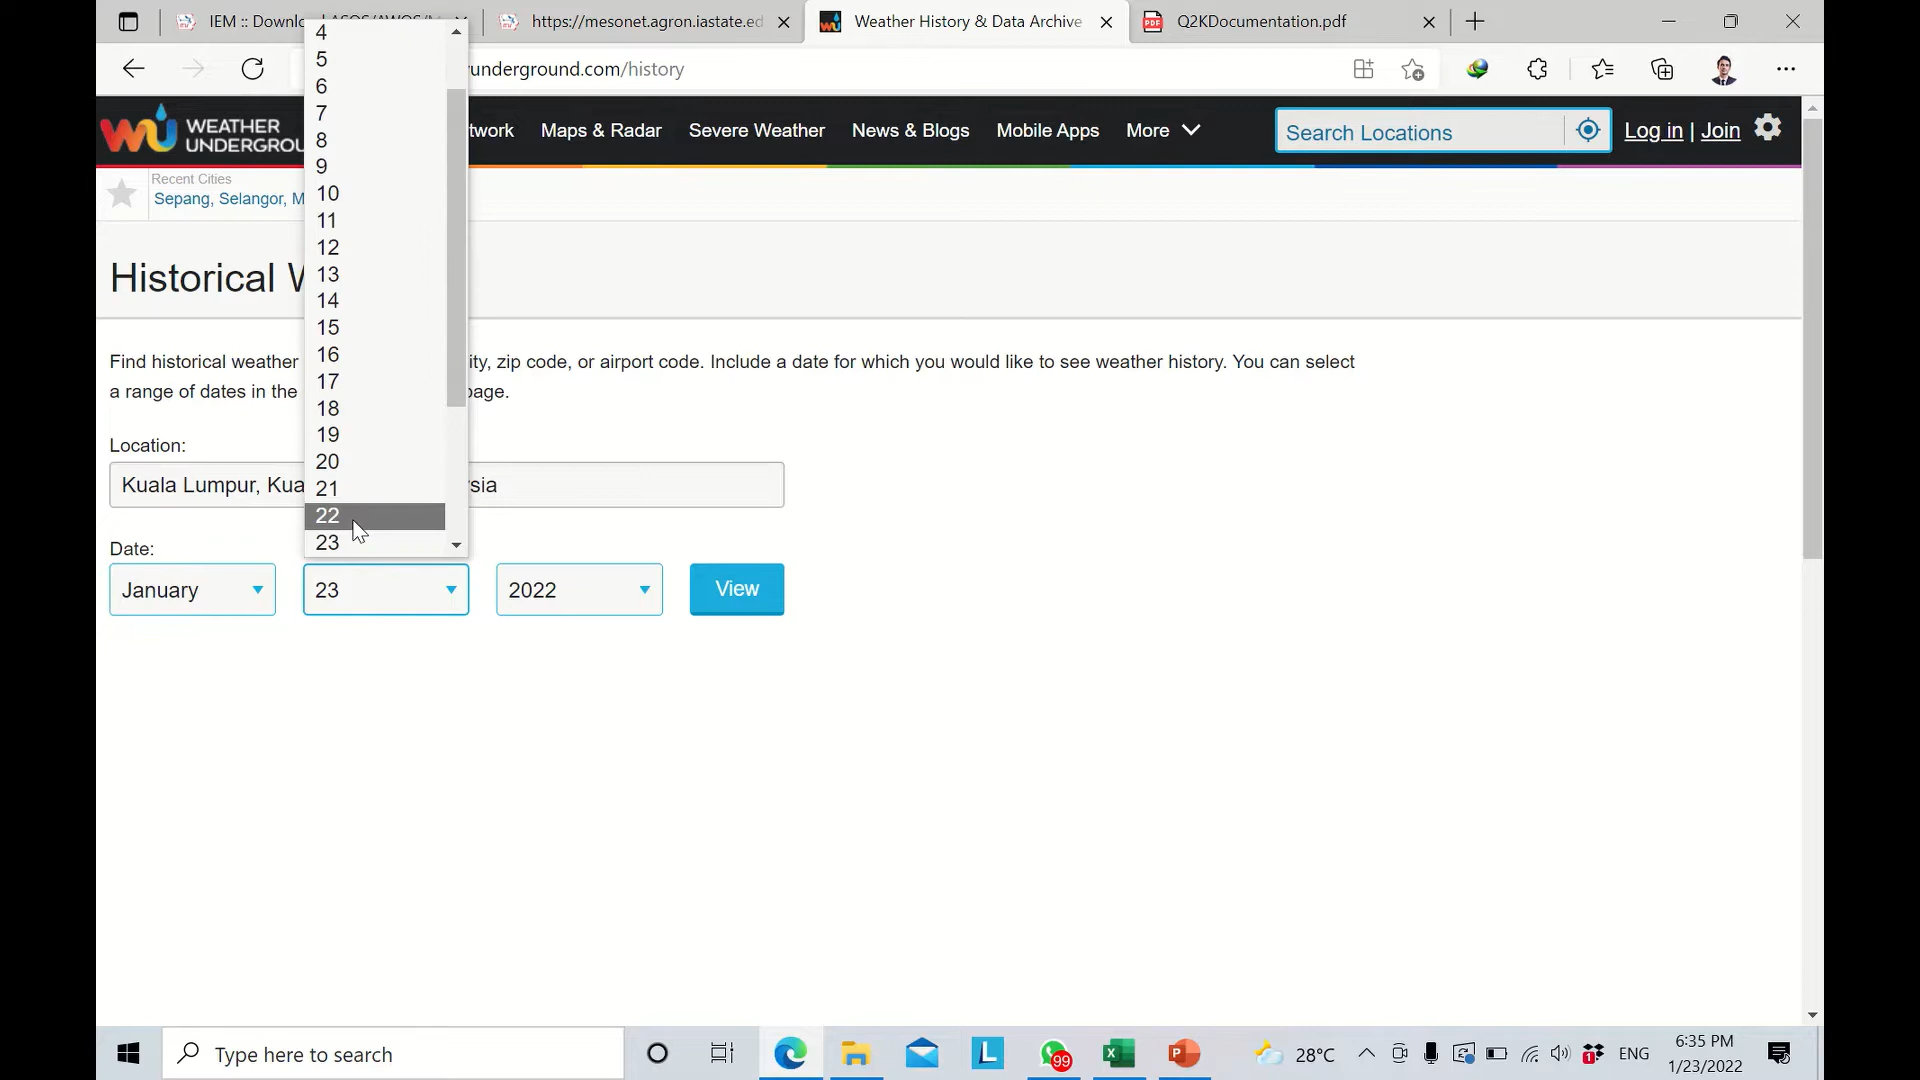 IEM :: Downlo
https://mesonet.agron.iastate.ed
Weather History & Data Archive
Q2KDocumentation.pdf
underground.com/history
WEATHER
UNDERGROU
twork
Maps & Radar
Severe Weather
News & Blogs
Mobile Apps
More
Search Locations
Log in | Join
Recent Cities
Sepang, Selangor, M
Historical W
Find historical weather ity, zip code, or airport code. Include a date for which you would like to see weather history. You can select
a range of dates in the page.
Location:
Kuala Lumpur, Kua sia
4
5
6
7
8
9
10
11
12
13
14
15
16
17
18
19
20
21
22
23
Date:
January
23
2022
View
Type here to search
99
28°C
1
ENG
6:35 PM
1/23/2022